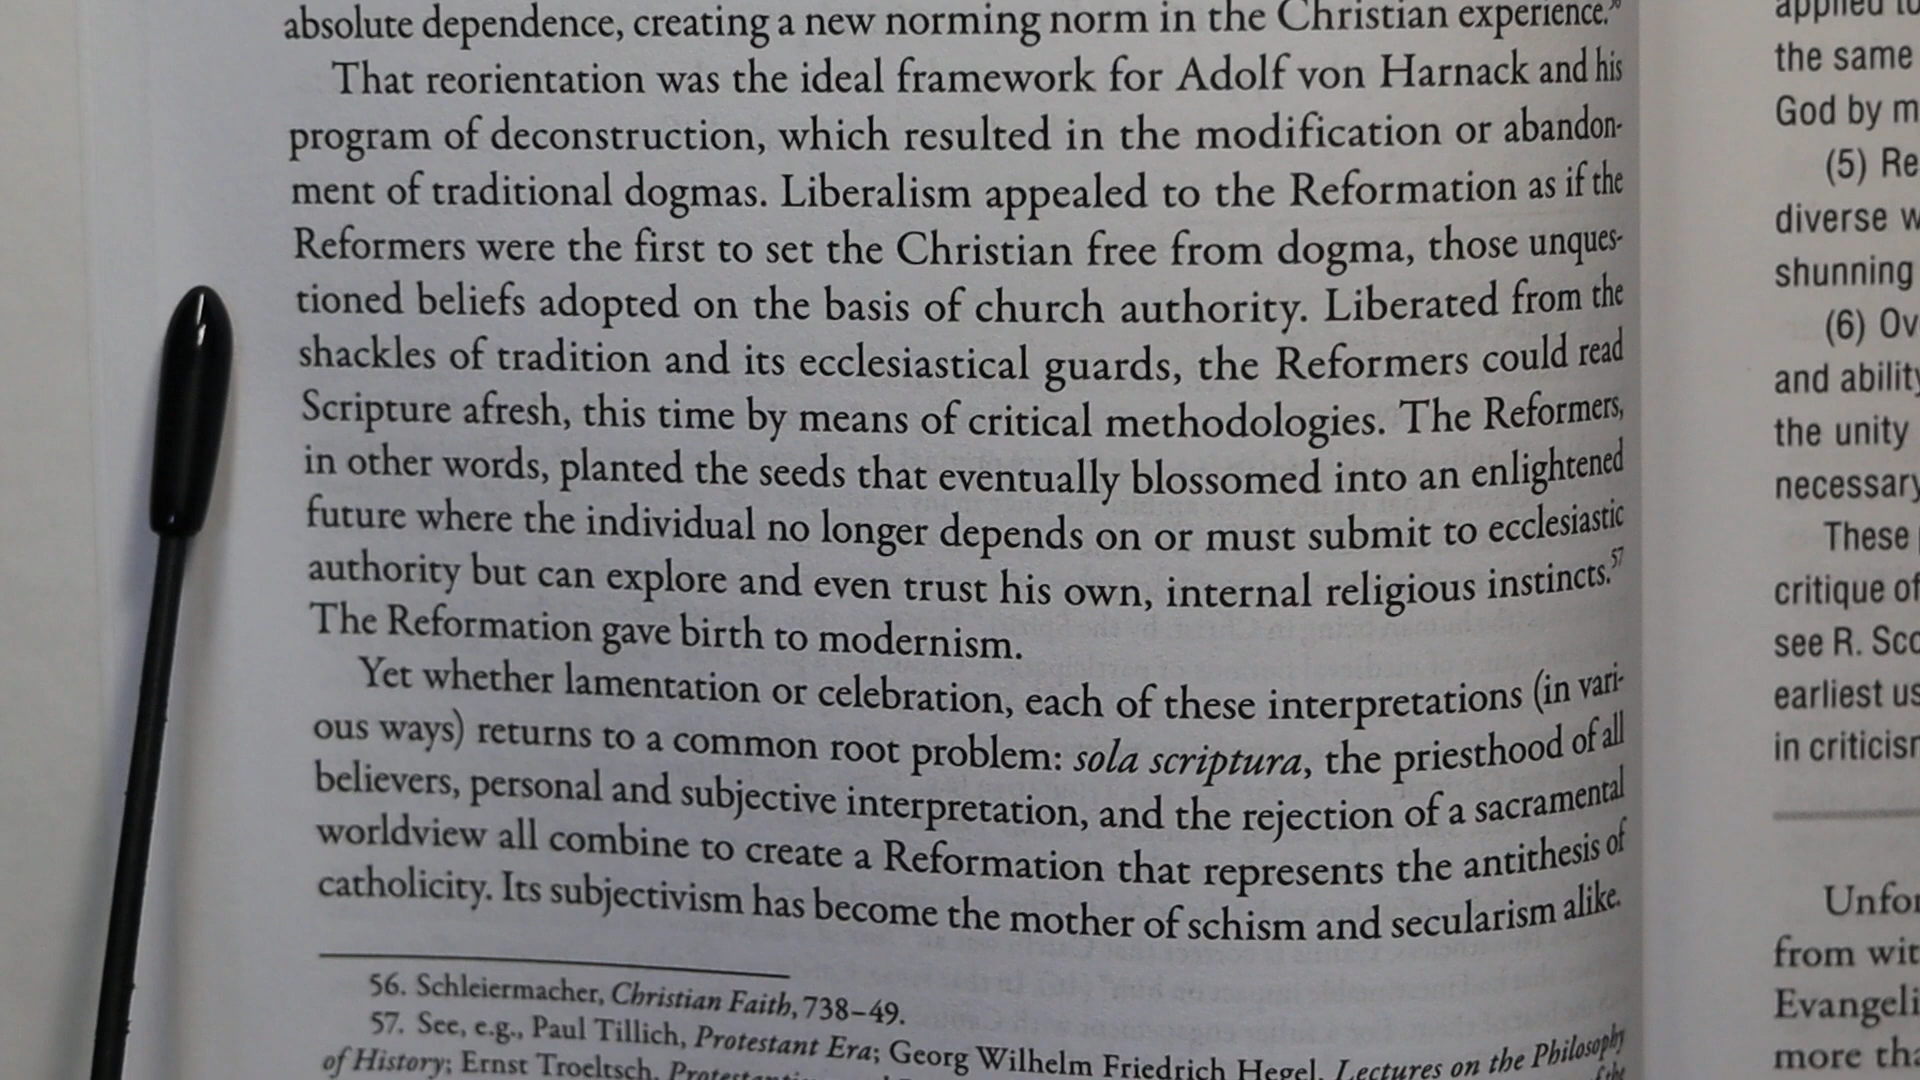 absolute dependence, creating a new norming norm in the Christian experience.⁵⁶
That reorientation was the ideal framework for Adolf von Harnack and his
program of deconstruction, which resulted in the modification or abandon-
ment of traditional dogmas. Liberalism appealed to the Reformation as if the
Reformers were the first to set the Christian free from dogma, those unques-
tioned beliefs adopted on the basis of church authority. Liberated from the
shackles of tradition and its ecclesiastical guards, the Reformers could read
Scripture afresh, this time by means of critical methodologies. The Reformers,
in other words, planted the seeds that eventually blossomed into an enlightened
future where the individual no longer depends on or must submit to ecclesiastic
authority but can explore and even trust his own, internal religious instincts.⁵⁷
The Reformation gave birth to modernism.
Yet whether lamentation or celebration, each of these interpretations (in vari-
ous ways) returns to a common root problem: sola scriptura, the priesthood of all
believers, personal and subjective interpretation, and the rejection of a sacramental
worldview all combine to create a Reformation that represents the antithesis of
catholicity. Its subjectivism has become the mother of schism and secularism alike.
56. Schleiermacher, Christian Faith, 738–49.
57. See, e.g., Paul Tillich, Protestant Era; Georg Wilhelm Friedrich Hegel, Lectures on the Philosophy
of History; Ernst Troeltsch,
applied to
the same
God by m
(5) Re
diverse w
shunning
(6) Ov
and ability
the unity
necessary
These
critique of
see R. Sco
earliest us
in criticisr
Unfor
from wit
Evangeli
more tha